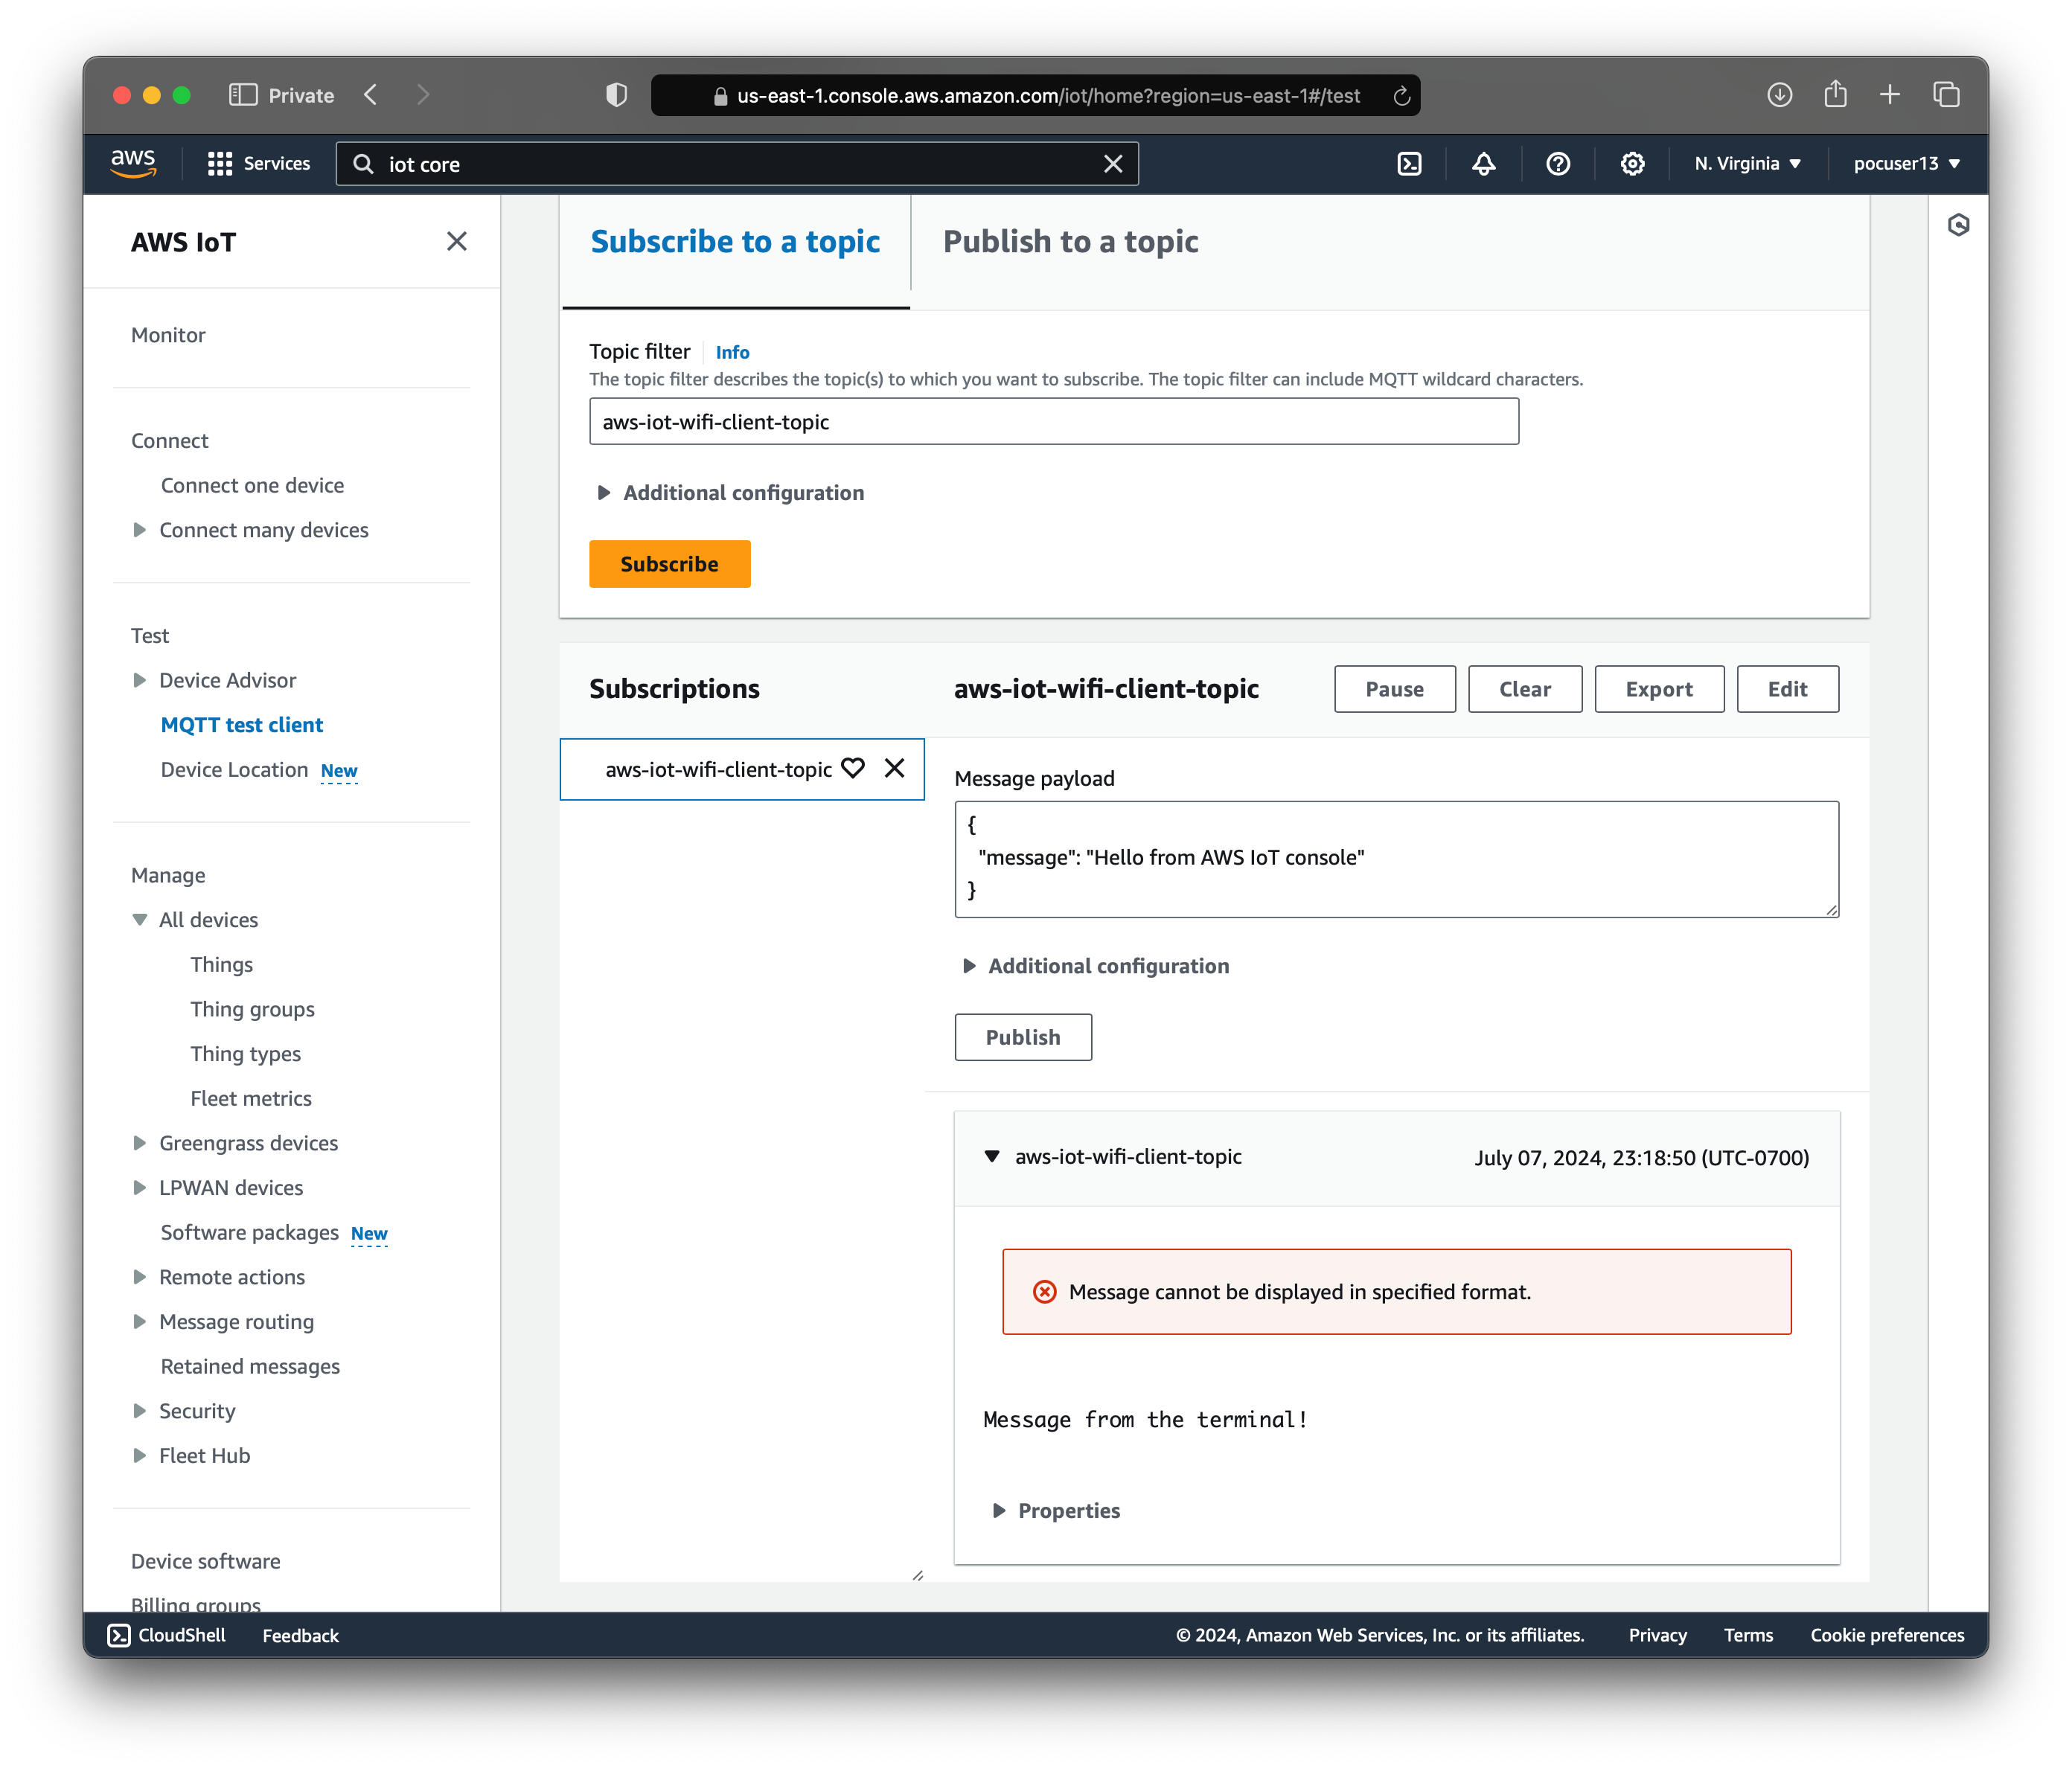 Private
us-east-1.console.aws.amazon.com/iot/home?region=us-east-1#/test
aws
Services
iot core
N. Virginia
pocuser13
AWS IoT
Monitor
Connect
Connect one device
Connect many devices
Test
Device Advisor
MQTT test client
Device Location New
Manage
All devices
Things
Thing groups
Thing types
Fleet metrics
Greengrass devices
LPWAN devices
Software packages New
Remote actions
Message routing
Retained messages
Security
Fleet Hub
Device software
Billing groups
Subscribe to a topic
Publish to a topic
Topic filter
Info
The topic filter describes the topic(s) to which you want to subscribe. The topic filter can include MQTT wildcard characters.
aws-iot-wifi-client-topic
Additional configuration
Subscribe
Subscriptions
aws-iot-wifi-client-topic
aws-iot-wifi-client-topic
Pause
Clear
Export
Edit
Message payload
{
"message": "Hello from AWS IoT console"
}
Additional configuration
Publish
aws-iot-wifi-client-topic
July 07, 2024, 23:18:50 (UTC-0700)
Message cannot be displayed in specified format.
Message from the terminal!
Properties
CloudShell
Feedback
© 2024, Amazon Web Services, Inc. or its affiliates.
Privacy
Terms
Cookie preferences